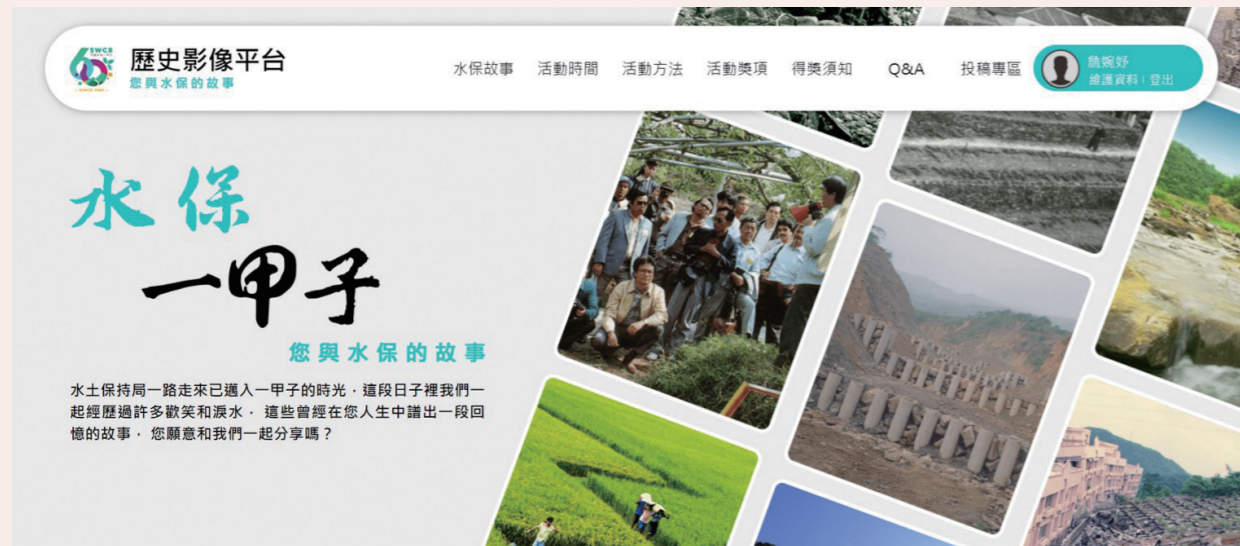 SWCB
60
SINCE 1961
歷史影像平台
您與水保的故事
水保故事
活動時間
活動方法
活動獎項
得獎須知
Q&A
投稿專區
詹婉妤
維護資料 | 登出
水保
一甲子
您與水保的故事
水土保持局一路走來已邁入一甲子的時光，這段日子裡我們一
起經歷過許多歡笑和淚水， 這些曾經在您人生中譜出一段回
憶的故事， 您願意和我們一起分享嗎？